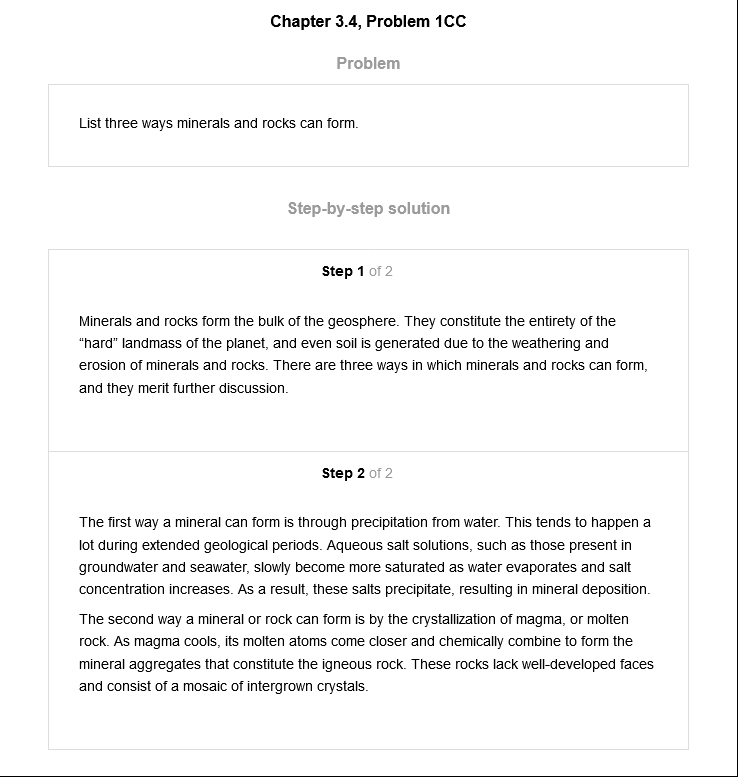 Chapter 3.4, Problem 1CC
Problem
List three ways minerals and rocks can form.
Step-by-step solution
Step 1 of 2
Minerals and rocks form the bulk of the geosphere. They constitute the entirety of the
“hard” landmass of the planet, and even soil is generated due to the weathering and
erosion of minerals and rocks. There are three ways in which minerals and rocks can form,
and they merit further discussion.
Step 2 of 2
The first way a mineral can form is through precipitation from water. This tends to happen a
lot during extended geological periods. Aqueous salt solutions, such as those present in
groundwater and seawater, slowly become more saturated as water evaporates and salt
concentration increases. As a result, these salts precipitate, resulting in mineral deposition.
The second way a mineral or rock can form is by the crystallization of magma, or molten
rock. As magma cools, its molten atoms come closer and chemically combine to form the
mineral aggregates that constitute the igneous rock. These rocks lack well-developed faces
and consist of a mosaic of intergrown crystals.